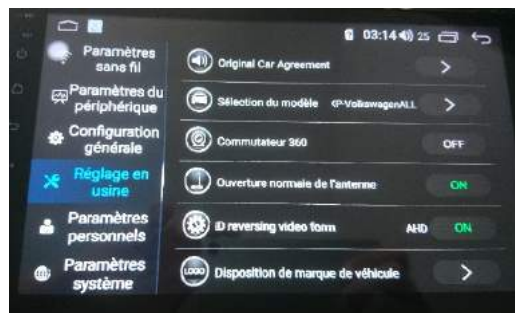 03:14 25
Paramètres
sans fil
Paramètres du
périphérique
Configuration
générale
Réglage en
usine
Paramètres
personnels
Paramètres
système
Original Car Agreement
Sélection du modèle VolkswagenALL
Commutateur 360 OFF
Ouverture normale de l'antenne ON
D reversing video form AHD ON
LOGO Disposition de marque de véhicule